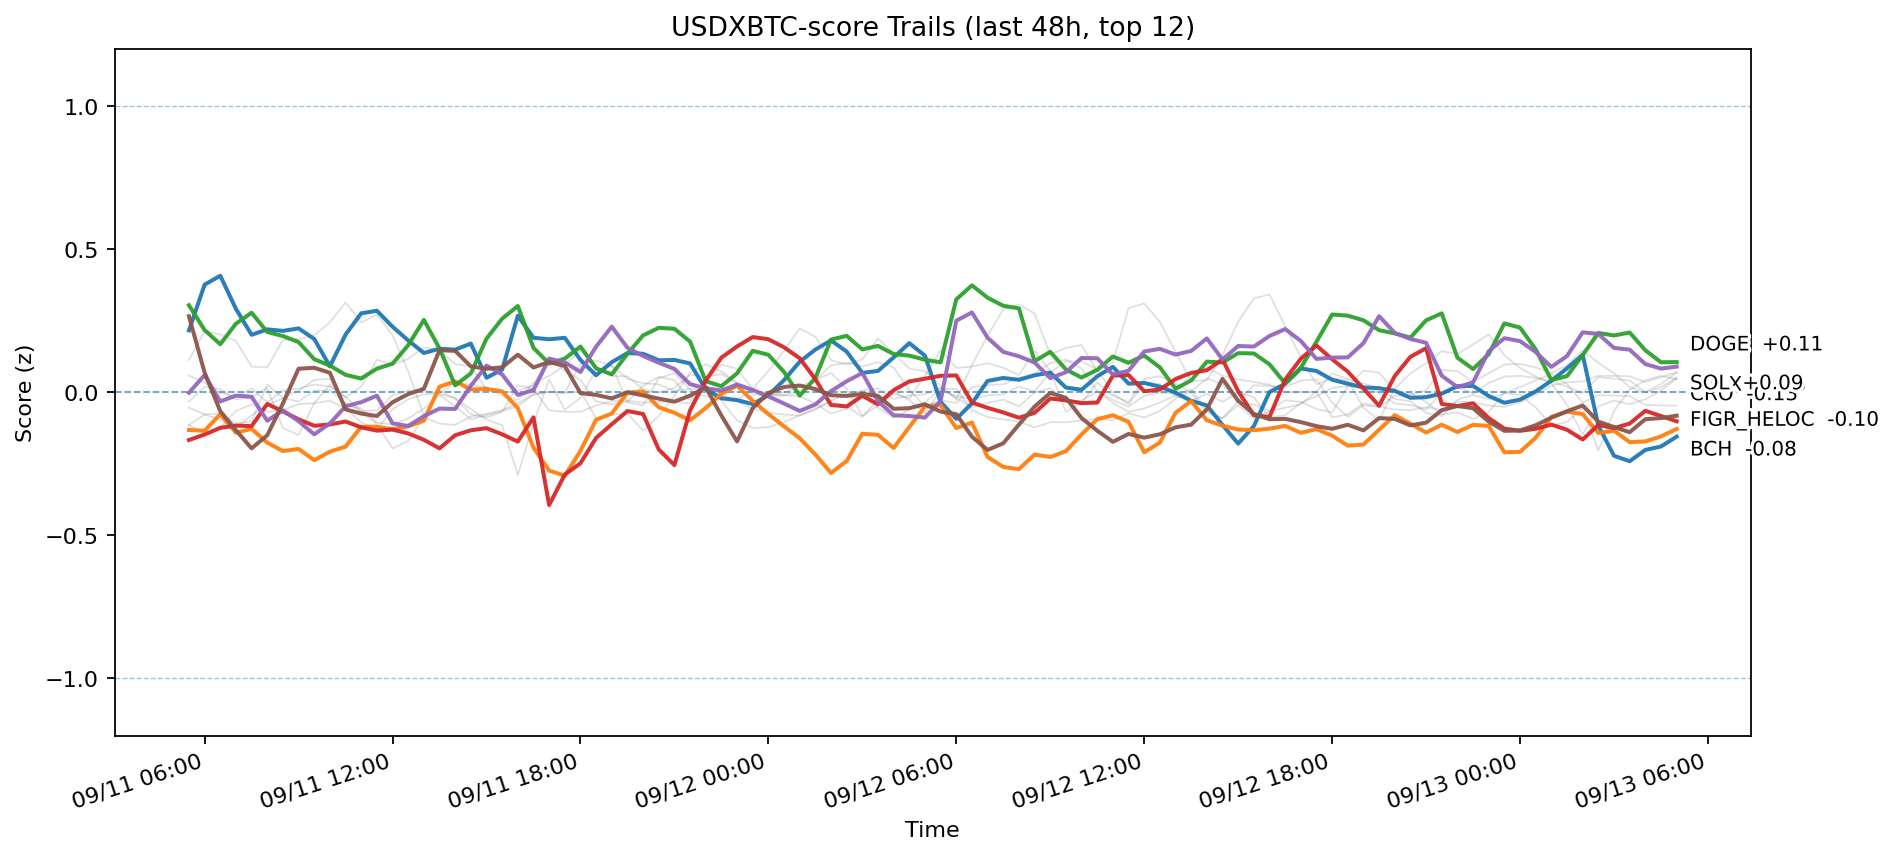 USDXBTC-score Trails (last 48h, top 12)
Score (z)
1.0
0.5
0.0
−0.5
−1.0
DOGE +0.11
SOLX+0.09
CRO -0.13
FIGR_HELOC -0.10
BCH -0.08
09/11 06:00
09/11 12:00
09/11 18:00
09/12 00:00
09/12 06:00
09/12 12:00
09/12 18:00
09/13 00:00
09/13 06:00
Time